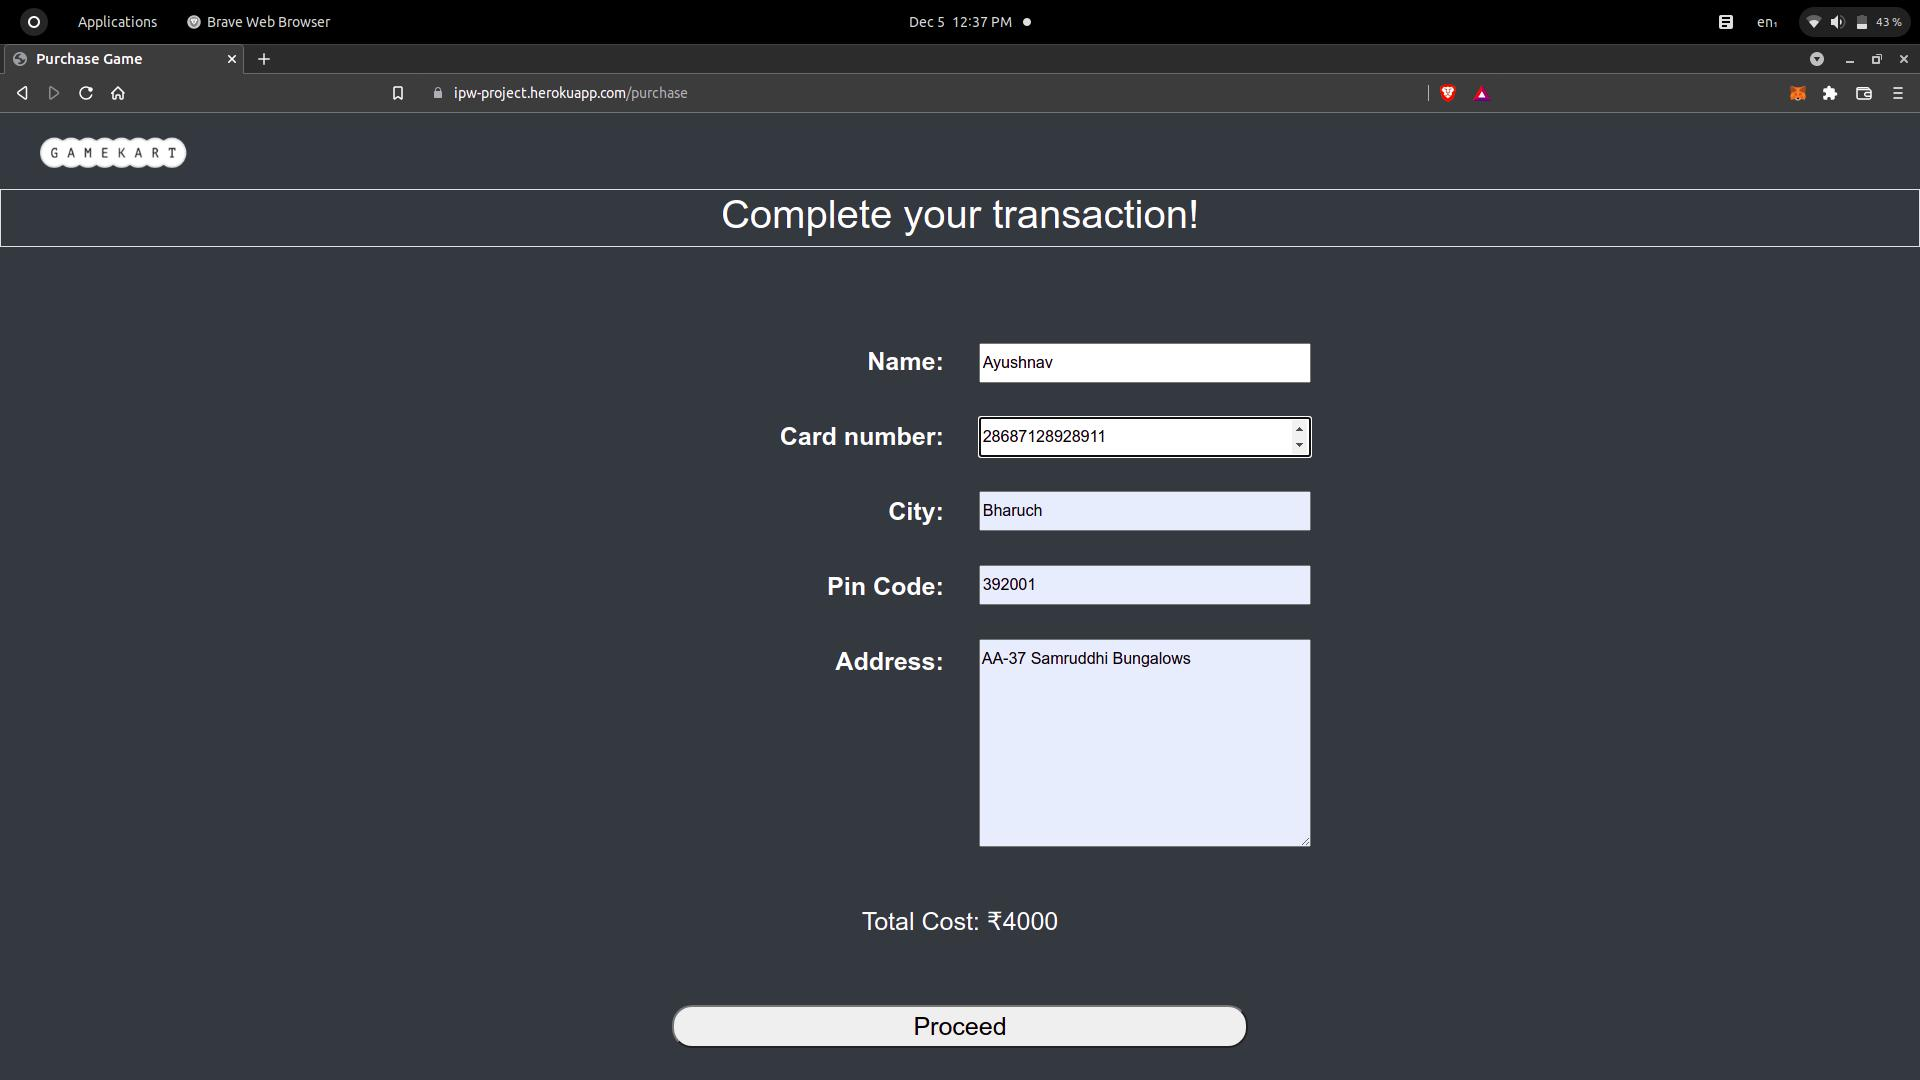 Applications Brave Web Browser Dec 5 12:37 PM en₁ 43 %
Purchase Game
ipw-project.herokuapp.com/purchase
GAMEKART
Complete your transaction!
Name: Ayushnav
Card number: 28687128928911
City: Bharuch
Pin Code: 392001
Address: AA-37 Samruddhi Bungalows
Total Cost: ₹4000
Proceed